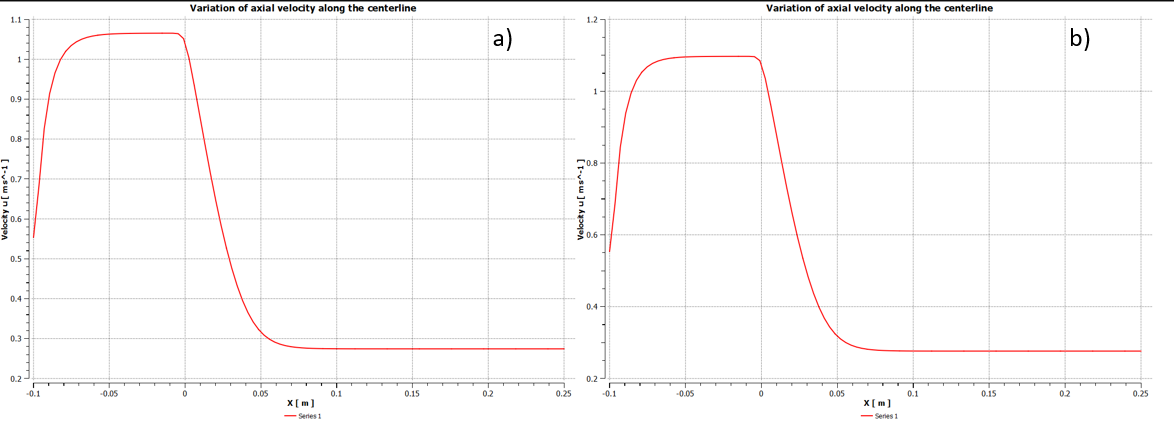 Variation of axial velocity along the centerline
a)
1.1
1
0.9
0.8
0.7
0.6
0.5
0.4
0.3
0.2
Velocity u [ m s^-1 ]
-0.1 -0.05 0 0.05 0.1 0.15 0.2 0.25
X [ m ]
Series 1
Variation of axial velocity along the centerline
b)
1.2
1
0.8
0.6
0.4
0.2
Velocity u [ m s^-1 ]
-0.1 -0.05 0 0.05 0.1 0.15 0.2 0.25
X [ m ]
Series 1